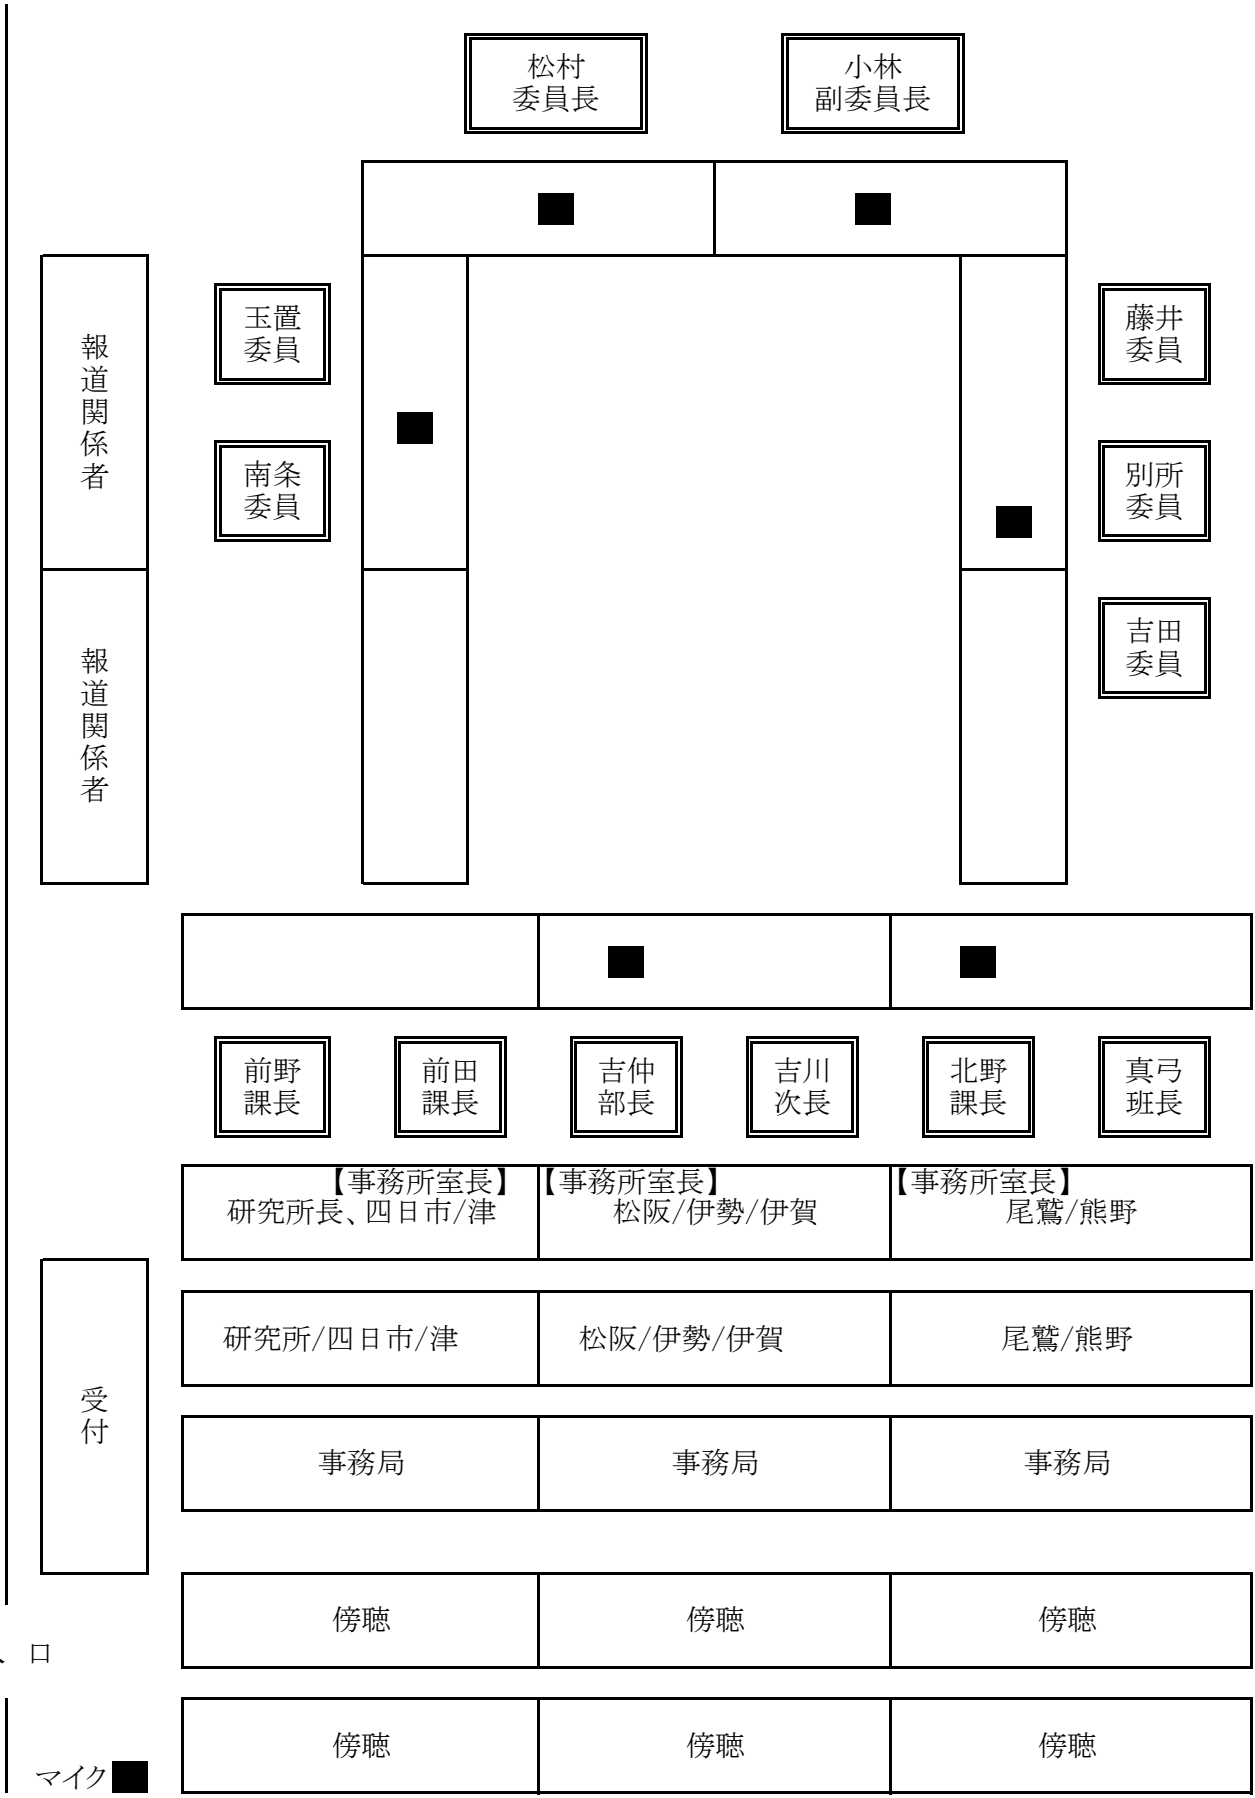 松村
委員長
小林
副委員長
報道関係者
玉置
委員
藤井
委員
南条
委員
別所
委員
報道関係者
吉田
委員
前野
課長
前田
課長
吉仲
部長
吉川
次長
北野
課長
真弓
班長
【事務所室長】
研究所長、四日市/津
【事務所室長】
松阪/伊勢/伊賀
【事務所室長】
尾鷲/熊野
受付
研究所/四日市/津
松阪/伊勢/伊賀
尾鷲/熊野
事務局
事務局
事務局
傍聴
傍聴
傍聴
口
傍聴
傍聴
傍聴
マイク■